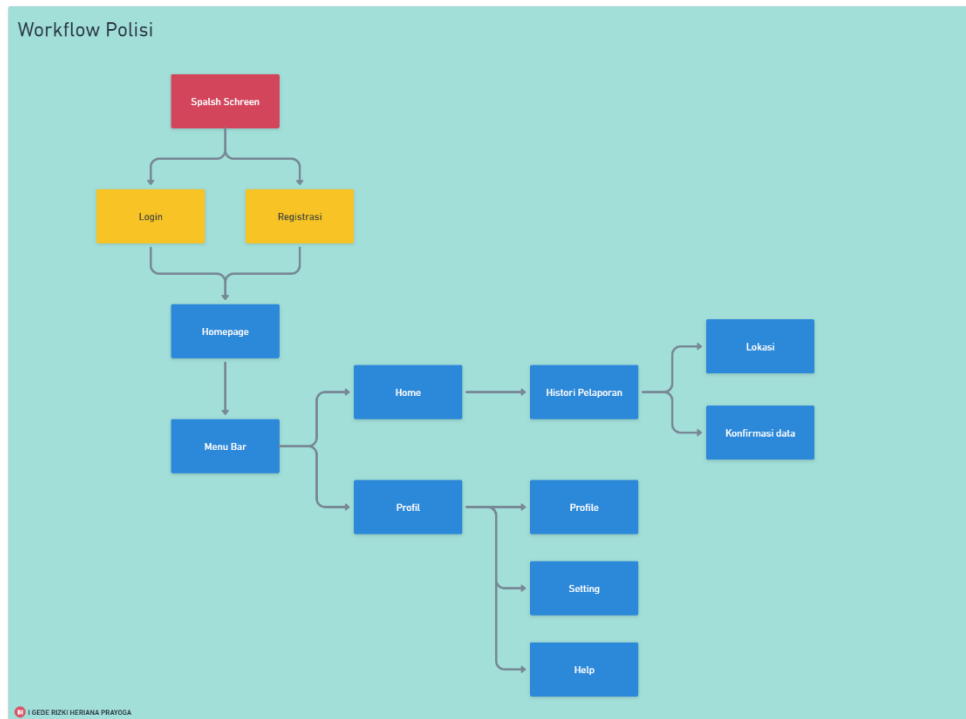 Workflow Polisi
Spalsh Schreen
Login
Registrasi
Homepage
Menu Bar
Home
Histori Pelaporan
Lokasi
Konfirmasi data
Profil
Profile
Setting
Help
I GEDE RIZKI HERIANA PRAYOGA